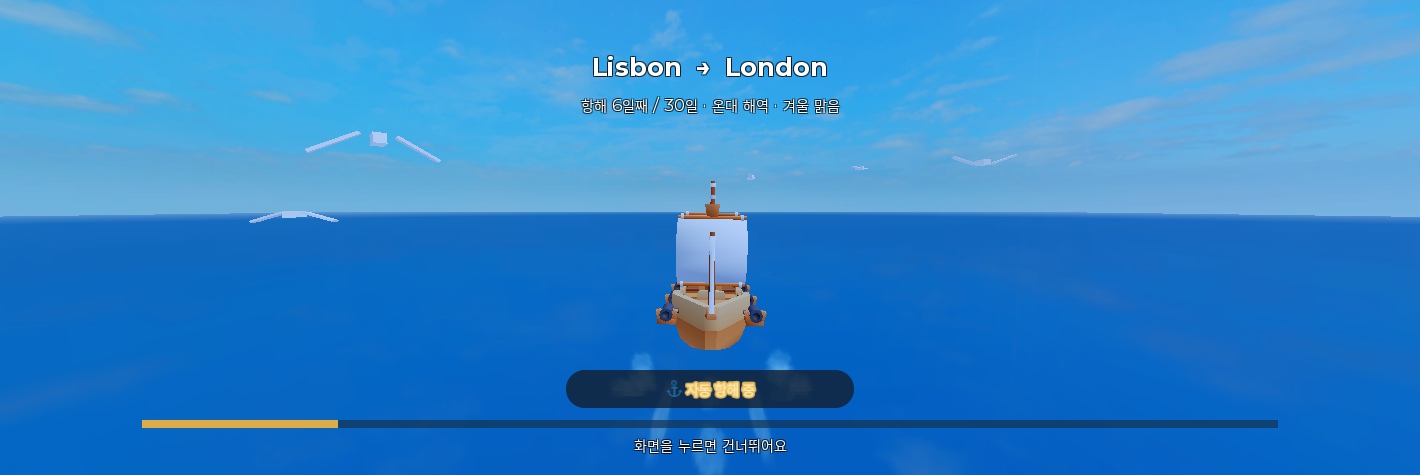 Lisbon → London
항해 6일째 / 30일 · 온대 해역 · 겨울 맑음
⚓ 자동 항해 중
화면을 누르면 건너뛰어요